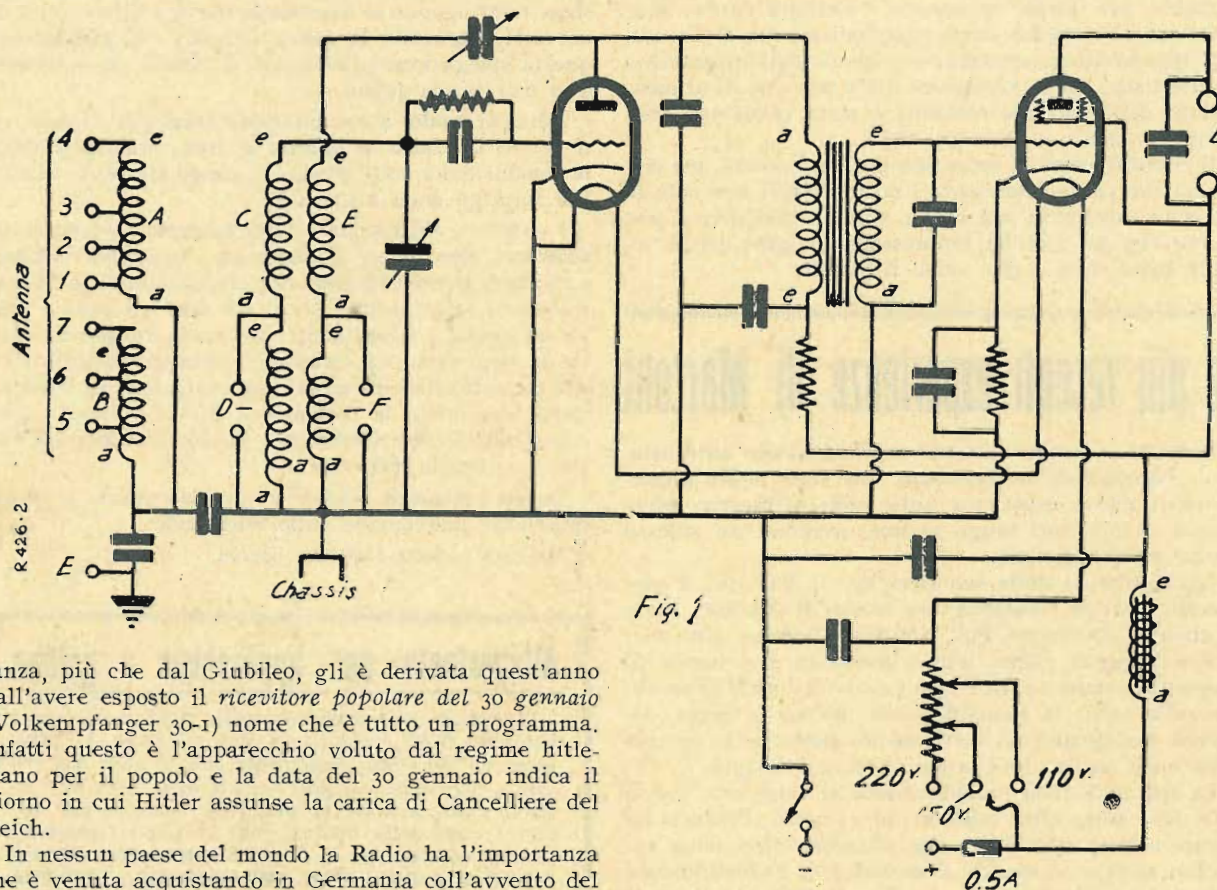 4
3
2
1
7
6
5
Antenna
A
B
e
a
e
a
C
E
e
e
a
a
e
e
a
a
D-
-F
a
e
e
a
E
R 426-2
Chassis
Fig. 1
e
a
220 v.
110 v.
-
+
0.5 A
anza, più che dal Giubileo, gli è derivata quest'anno
all'avere esposto il ricevitore popolare del 30 gennaio
Volkempfanger 30-1) nome che è tutto un programma.
nfatti questo è l'apparecchio voluto dal regime hitle-
ano per il popolo e la data del 30 gennaio indica il
iorno in cui Hitler assunse la carica di Cancelliere del
eich.
In nessun paese del mondo la Radio ha l'importanza
he è venuta acquistando in Germania coll'avvento del